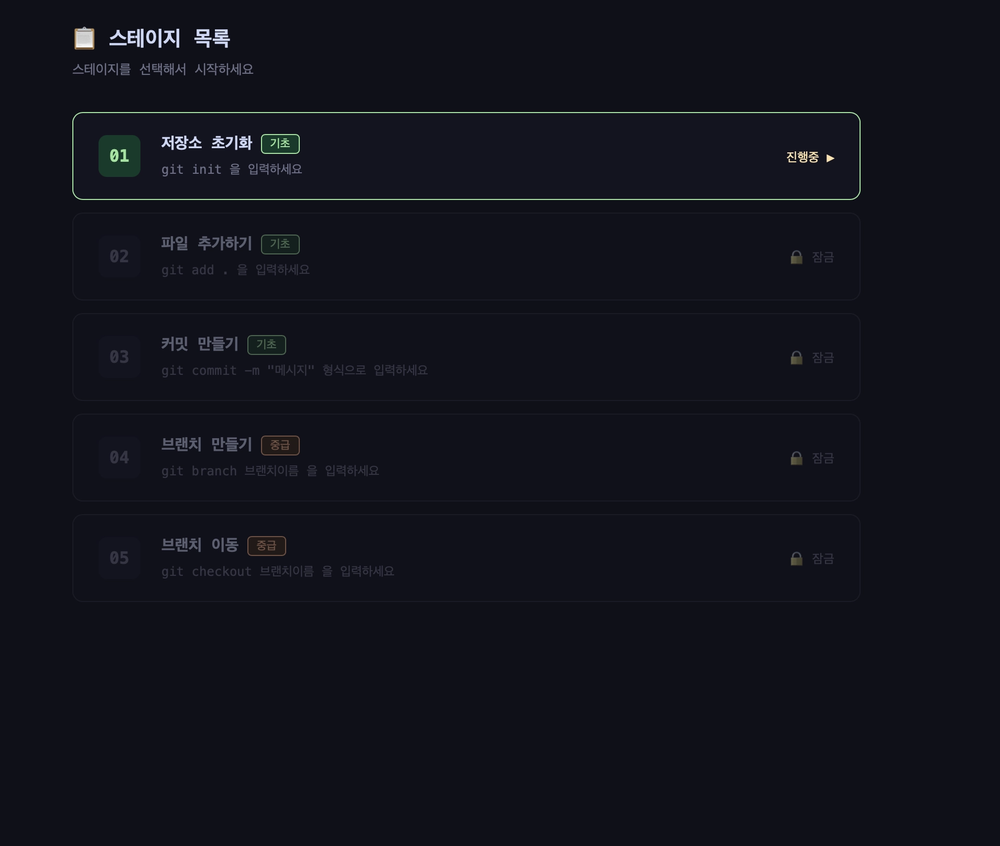 스테이지 목록
스테이지를 선택해서 시작하세요
01
저장소 초기화 기초
git init 을 입력하세요
진행중 ▶
02
파일 추가하기 기초
git add . 을 입력하세요
잠금
03
커밋 만들기 기초
git commit -m "메시지" 형식으로 입력하세요
잠금
04
브랜치 만들기 중급
git branch 브랜치이름 을 입력하세요
잠금
05
브랜치 이동 중급
git checkout 브랜치이름 을 입력하세요
잠금